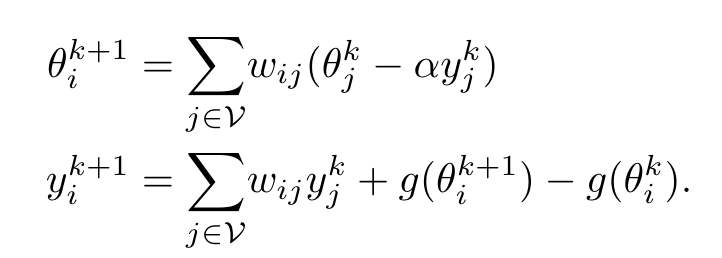 θ_i^{k+1} = ∑_{j∈𝒱} w_{ij}(θ_j^k − αy_j^k)
y_i^{k+1} = ∑_{j∈𝒱} w_{ij}y_j^k + g(θ_i^{k+1}) − g(θ_i^k).